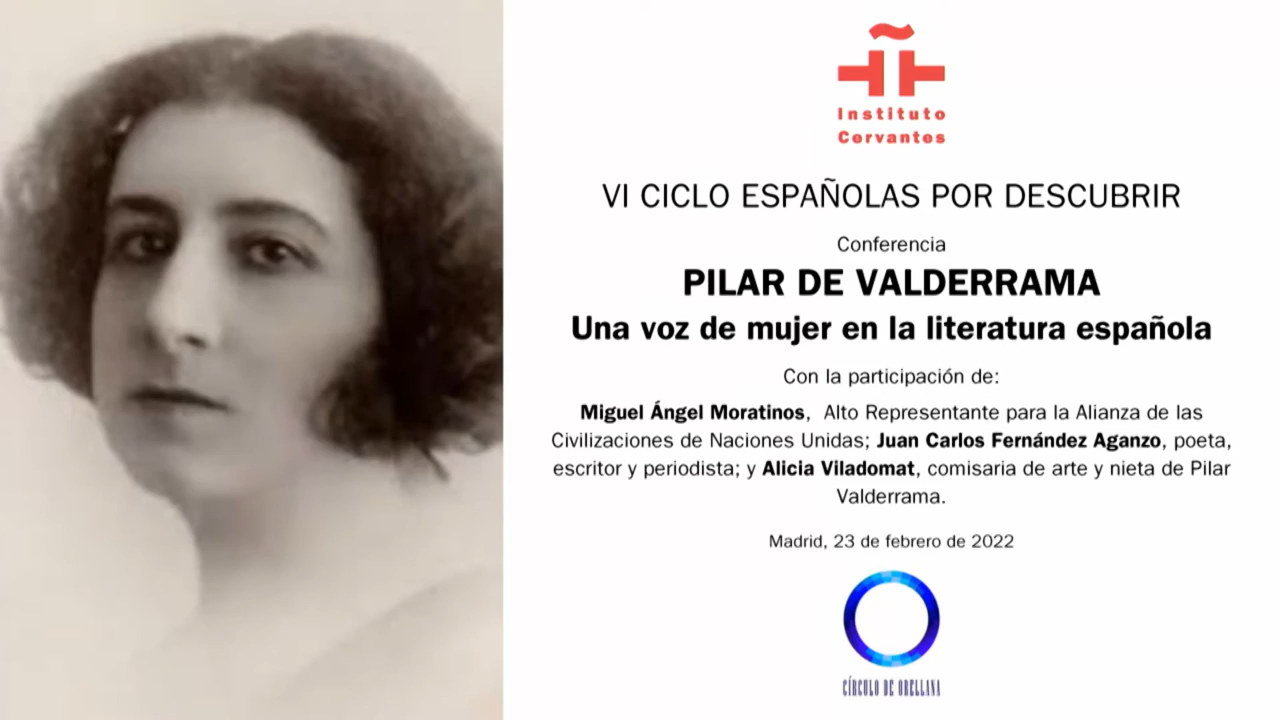 Instituto
Cervantes
VI CICLO ESPAÑOLAS POR DESCUBRIR
Conferencia
PILAR DE VALDERRAMA
Una voz de mujer en la literatura española
Con la participación de:
Miguel Ángel Moratinos, Alto Representante para la Alianza de las
Civilizaciones de Naciones Unidas; Juan Carlos Fernández Aganzo, poeta,
escritor y periodista; y Alicia Viladomat, comisaria de arte y nieta de Pilar
Valderrama.
Madrid, 23 de febrero de 2022
CÍRCULO DE ORELLANA